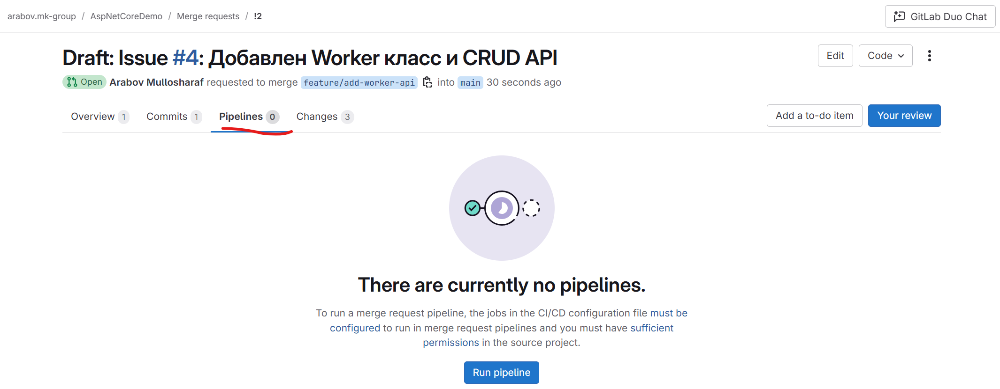 arabov.mk-group / AspNetCoreDemo / Merge requests / !2
GitLab Duo Chat
Draft: Issue #4: Добавлен Worker класс и CRUD API
Edit
Code
Open Arabov Mullosharaf requested to merge feature/add-worker-api into main 30 seconds ago
Overview 1 Commits 1 Pipelines 0 Changes 3
Add a to-do item
Your review
There are currently no pipelines.
To run a merge request pipeline, the jobs in the CI/CD configuration file must be
configured to run in merge request pipelines and you must have sufficient
permissions in the source project.
Run pipeline